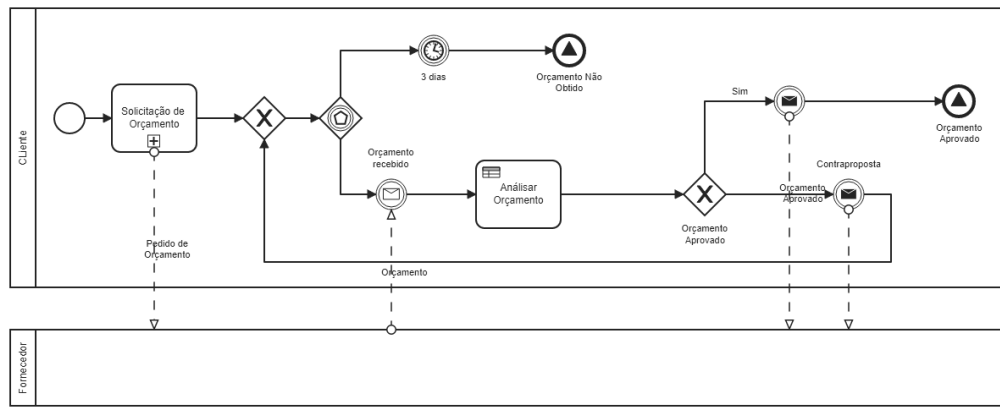 CLiente
Solicitação de
Orçamento
Pedido de
Orçamento
3 dias
Orçamento Não
Obtido
Orçamento
recebido
Orçamento
Análisar
Orçamento
Orçamento
Aprovado
Sim
Orçamento
Aprovado
Contraproposta
Orçamento
Aprovado
Fornecedor